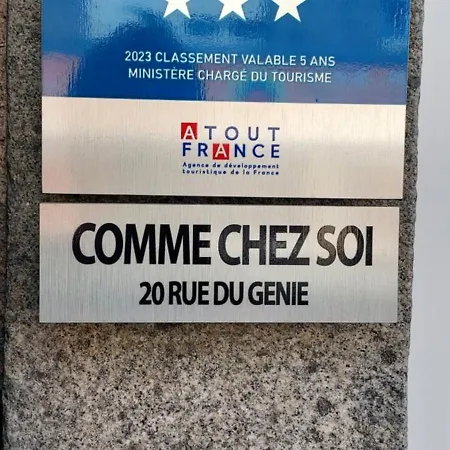 2023 CLASSEMENT VALABLE 5 ANS
MINISTÈRE CHARGÉ DU TOURISME
ATOUT
FRANCE
Agence de développement
touristique de la France
COMME CHEZ SOI
20 RUE DU GENIE